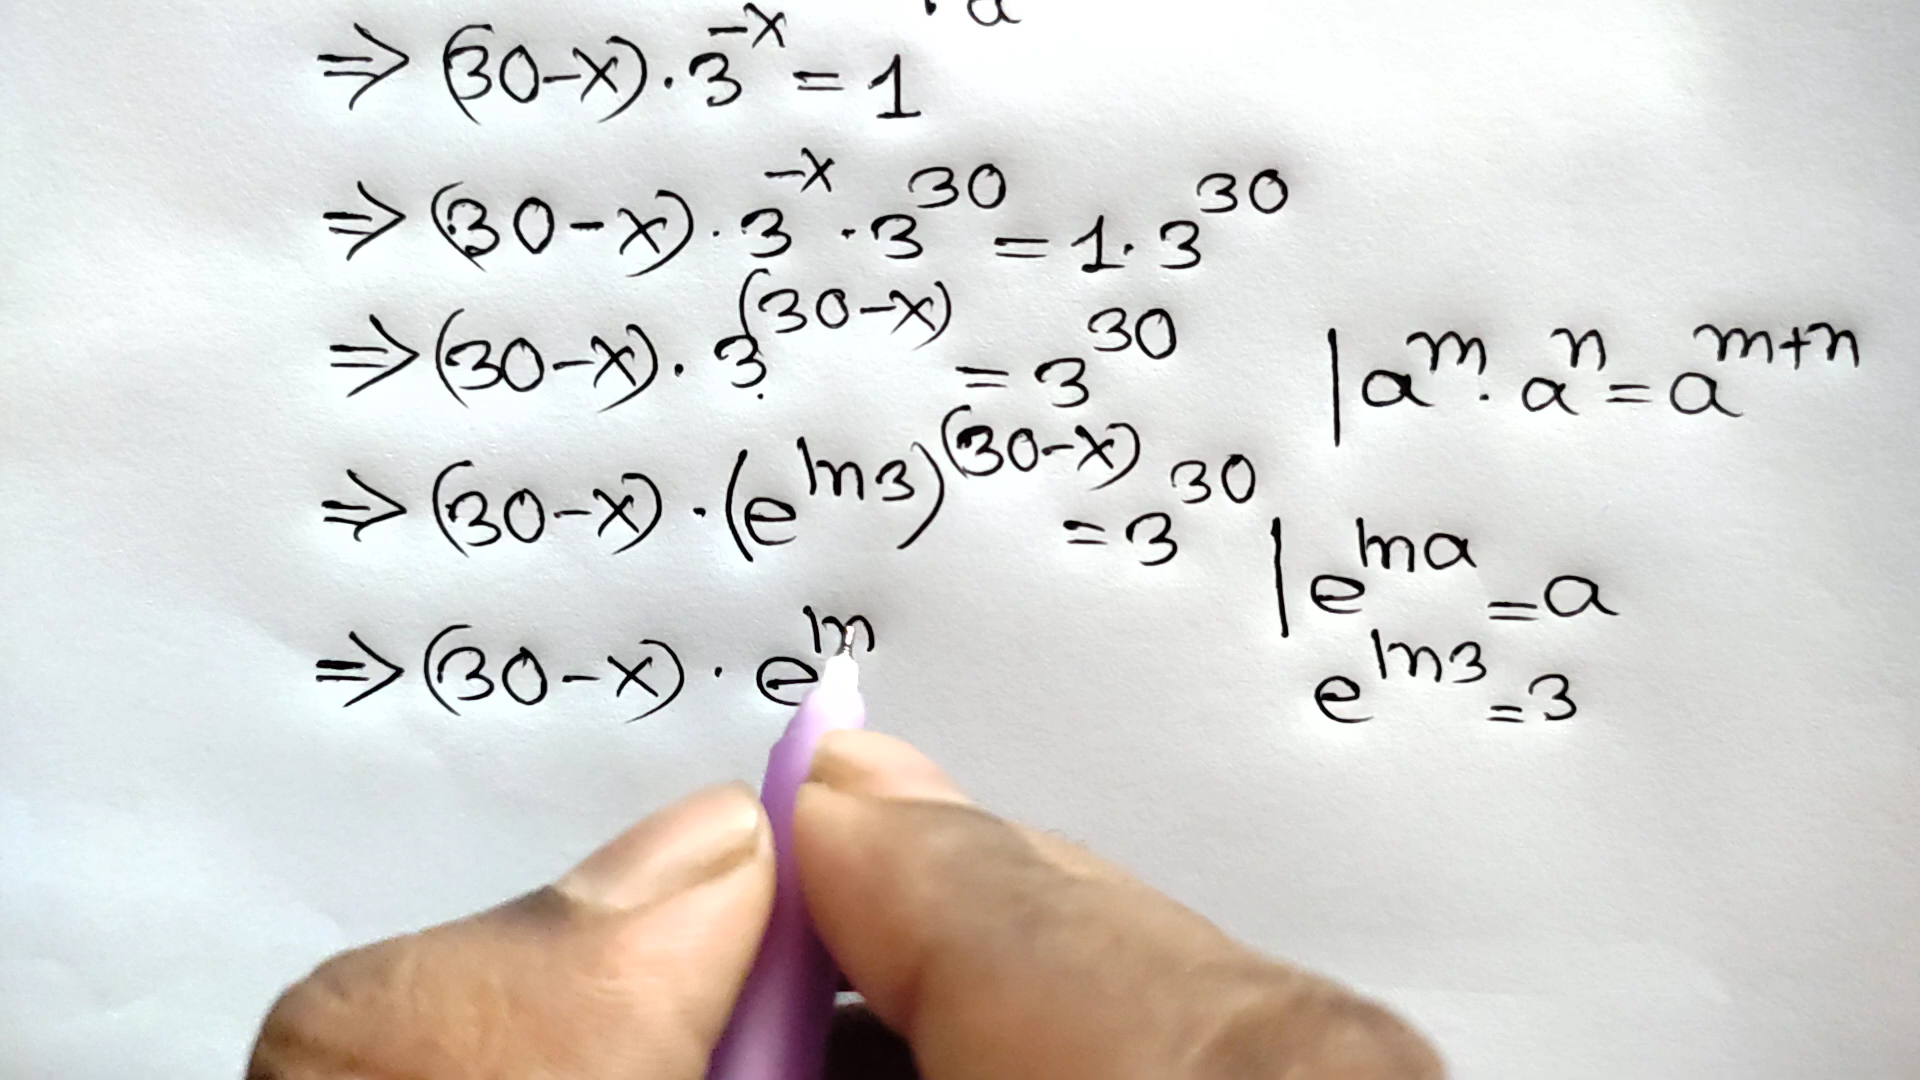 · a
⇒ (30-x)·3^{-x} = 1
⇒ (30-x)·3^{-x}·3^{30} = 1·3^{30}
⇒ (30-x)·3^{(30-x)} = 3^{30}
| a^m · a^n = a^{m+n}
⇒ (30-x)·(e^{ln3})^{(30-x)} = 3^{30}
| e^{lna} = a
⇒ (30-x)·e^{ln
e^{ln3} = 3